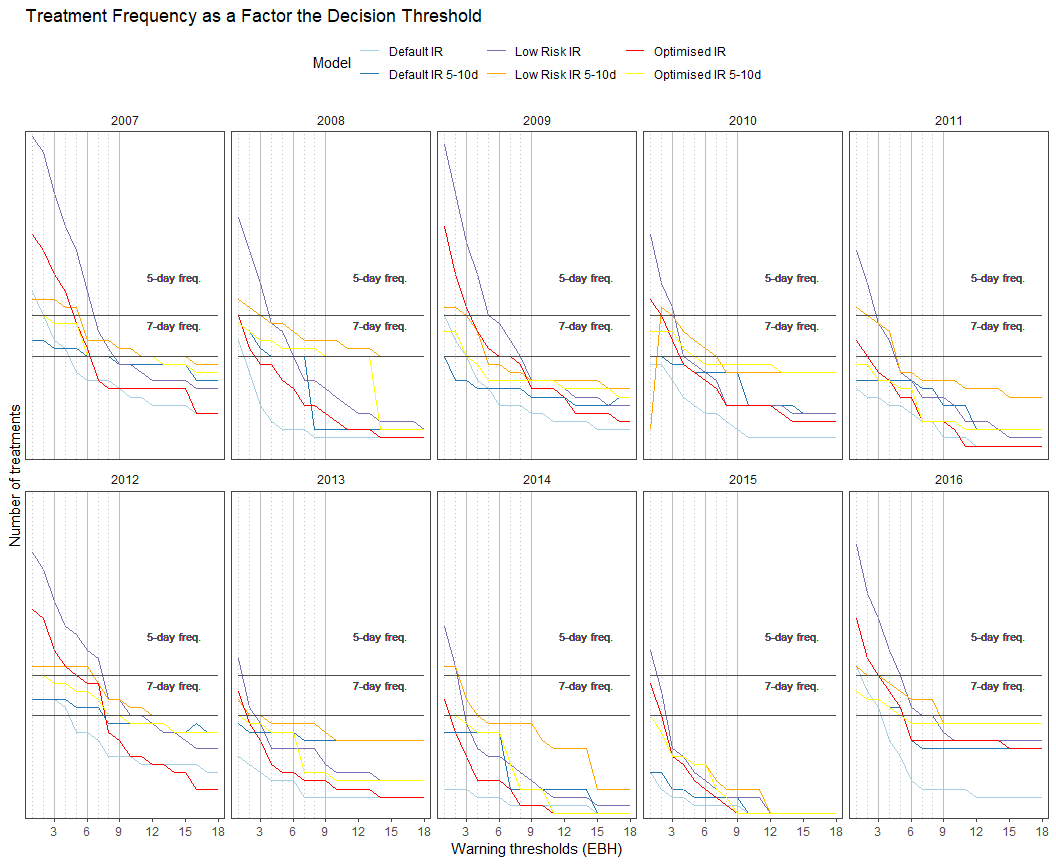 Treatment Frequency as a Factor the Decision Threshold
Model
Default IR
Low Risk IR
Optimised IR
Default IR 5-10d
Low Risk IR 5-10d
Optimised IR 5-10d
2007
2008
2009
2010
2011
5-day freq.
5-day freq.
5-day freq.
5-day freq.
5-day freq.
7-day freq.
7-day freq.
7-day freq.
7-day freq.
7-day freq.
Number of treatments
2012
2013
2014
2015
2016
5-day freq.
5-day freq.
5-day freq.
5-day freq.
5-day freq.
7-day freq.
7-day freq.
7-day freq.
7-day freq.
7-day freq.
3 6 9 12 15 18
3 6 9 12 15 18
3 6 9 12 15 18
3 6 9 12 15 18
3 6 9 12 15 18
Warning thresholds (EBH)